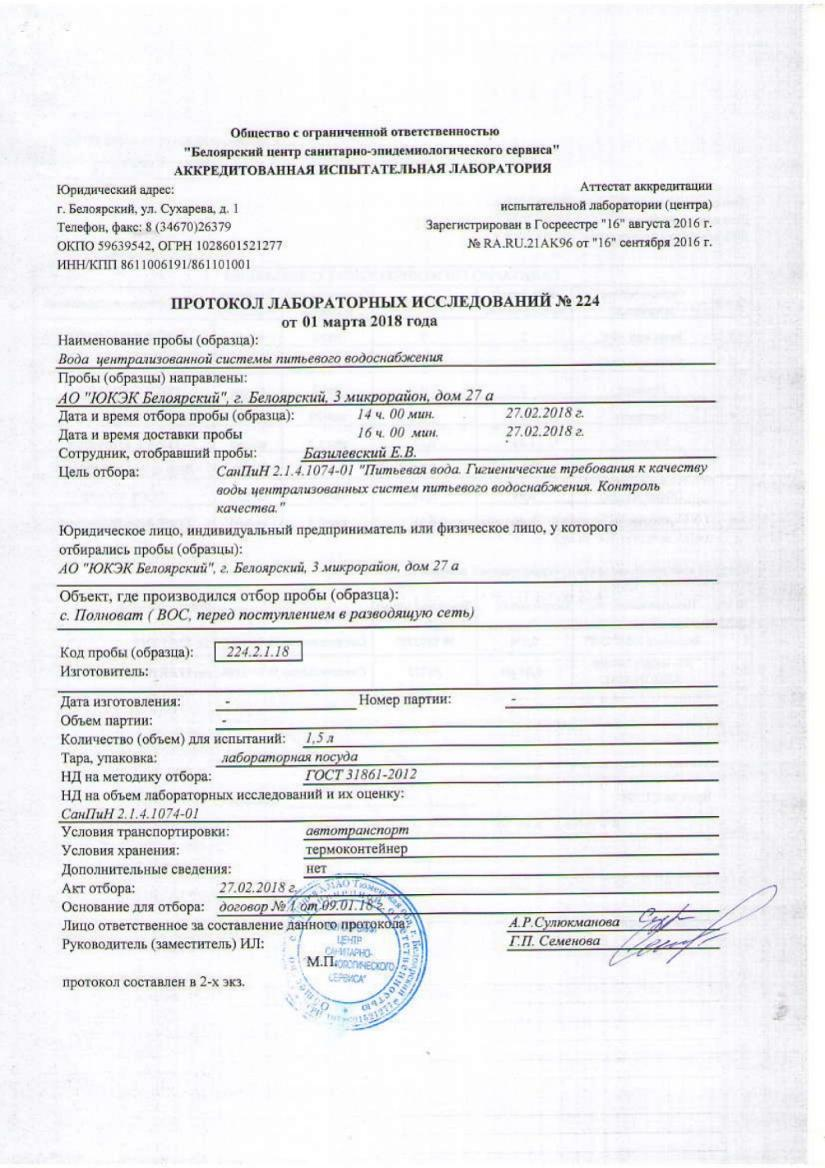 Общество с ограниченной ответственностью
"Белоярский центр санитарно-эпидемиологического сервиса"
АККРЕДИТОВАННАЯ ИСПЫТАТЕЛЬНАЯ ЛАБОРАТОРИЯ
Юридический адрес:
г. Белоярский, ул. Сухарева, д. 1
Телефон, факс: 8 (34670)26379
ОКПО 59639542, ОГРН 1028601521277
ИНН/КПП 8611006191/861101001
Аттестат аккредитации
испытательной лаборатории (центра)
Зарегистрирован в Госреестре "16" августа 2016 г.
№ RA.RU.21АК96 от "16" сентября 2016 г.
ПРОТОКОЛ ЛАБОРАТОРНЫХ ИССЛЕДОВАНИЙ № 224
от 01 марта 2018 года
Наименование пробы (образца):
Вода централизованной системы питьевого водоснабжения
Пробы (образцы) направлены:
АО "ЮКЭК Белоярский", г. Белоярский, 3 микрорайон, дом 27 а
Дата и время отбора пробы (образца): 14 ч. 00 мин. 27.02.2018 г.
Дата и время доставки пробы 16 ч. 00 мин. 27.02.2018 г.
Сотрудник, отобравший пробы: Базилевский Е.В.
Цель отбора: СанПиН 2.1.4.1074-01 "Питьевая вода. Гигиенические требования к качеству
воды централизованных систем питьевого водоснабжения. Контроль
качества."
Юридическое лицо, индивидуальный предприниматель или физическое лицо, у которого
отбирались пробы (образцы):
АО "ЮКЭК Белоярский", г. Белоярский, 3 микрорайон, дом 27 а
Объект, где производился отбор пробы (образца):
с. Полноват ( ВОС, перед поступлением в разводящую сеть)
Код пробы (образца): 224.2.1.18
Изготовитель:
Дата изготовления: - Номер партии: -
Объем партии: -
Количество (объем) для испытаний: 1,5 л
Тара, упаковка: лабораторная посуда
НД на методику отбора: ГОСТ 31861-2012
НД на объем лабораторных исследований и их оценку:
СанПиН 2.1.4.1074-01
Условия транспортировки: автотранспорт
Условия хранения: термоконтейнер
Дополнительные сведения: нет
Акт отбора: 27.02.2018 г.
Основание для отбора: договор № 1 от 09.01.18 г.
Лицо ответственное за составление данного протокола: А.Р.Сулюкманова
Руководитель (заместитель) ИЛ: Г.П. Семенова
М.П.
ЦЕНТР
САНИТАРНО-
СЕРВИСА"
протокол составлен в 2-х экз.